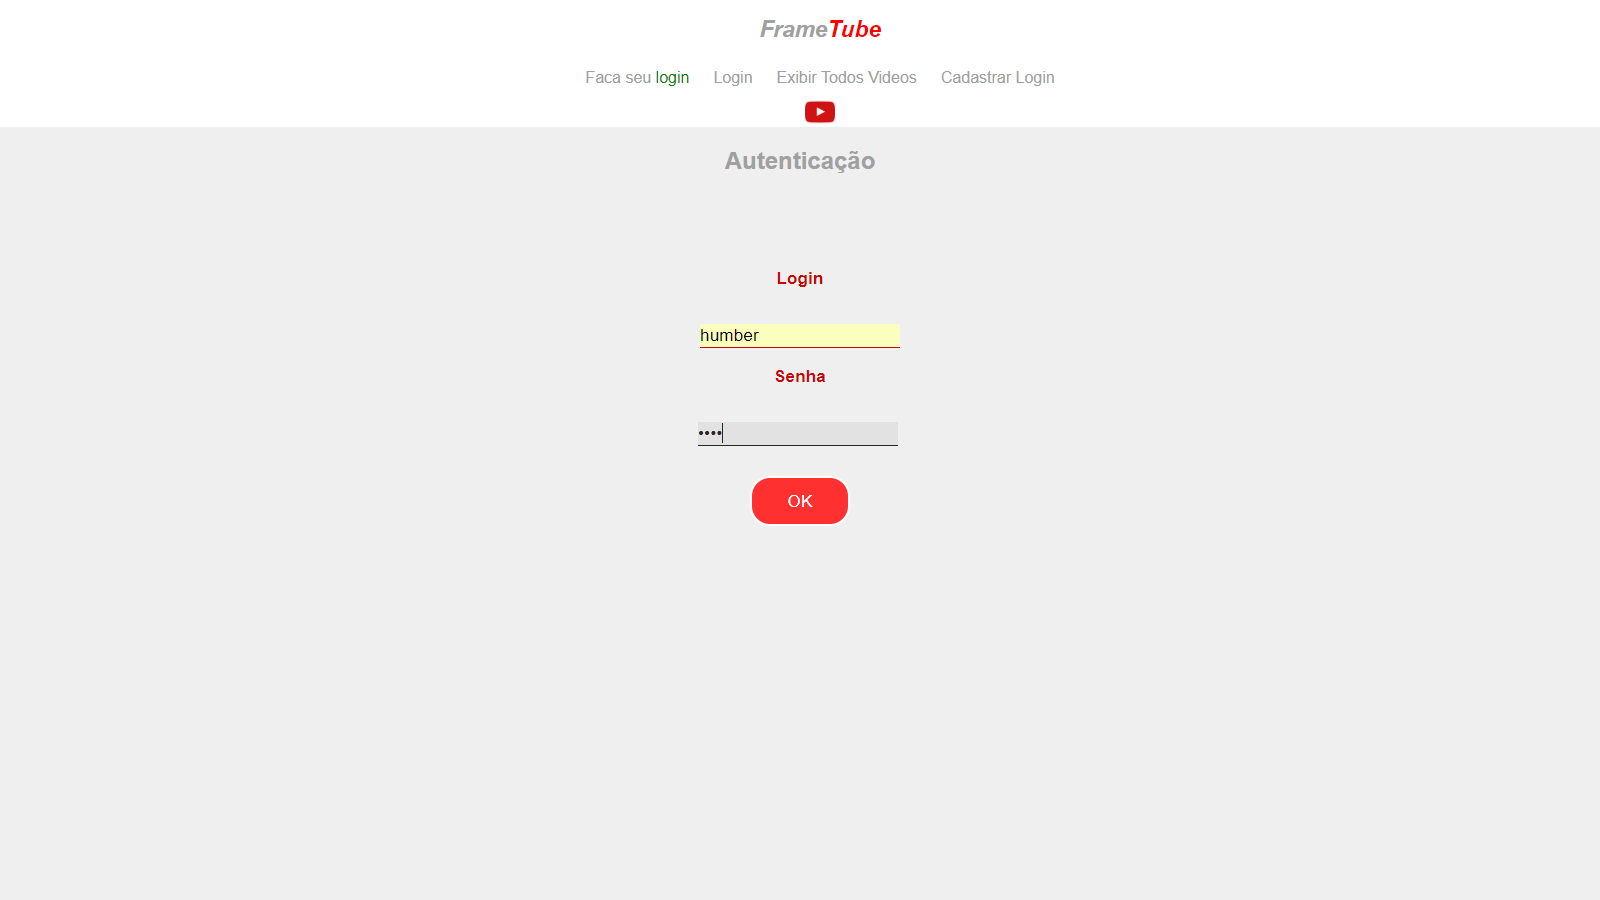 FrameTube
Faca seu login Login Exibir Todos Videos Cadastrar Login
Autenticação
Login
humber
Senha
••••
OK